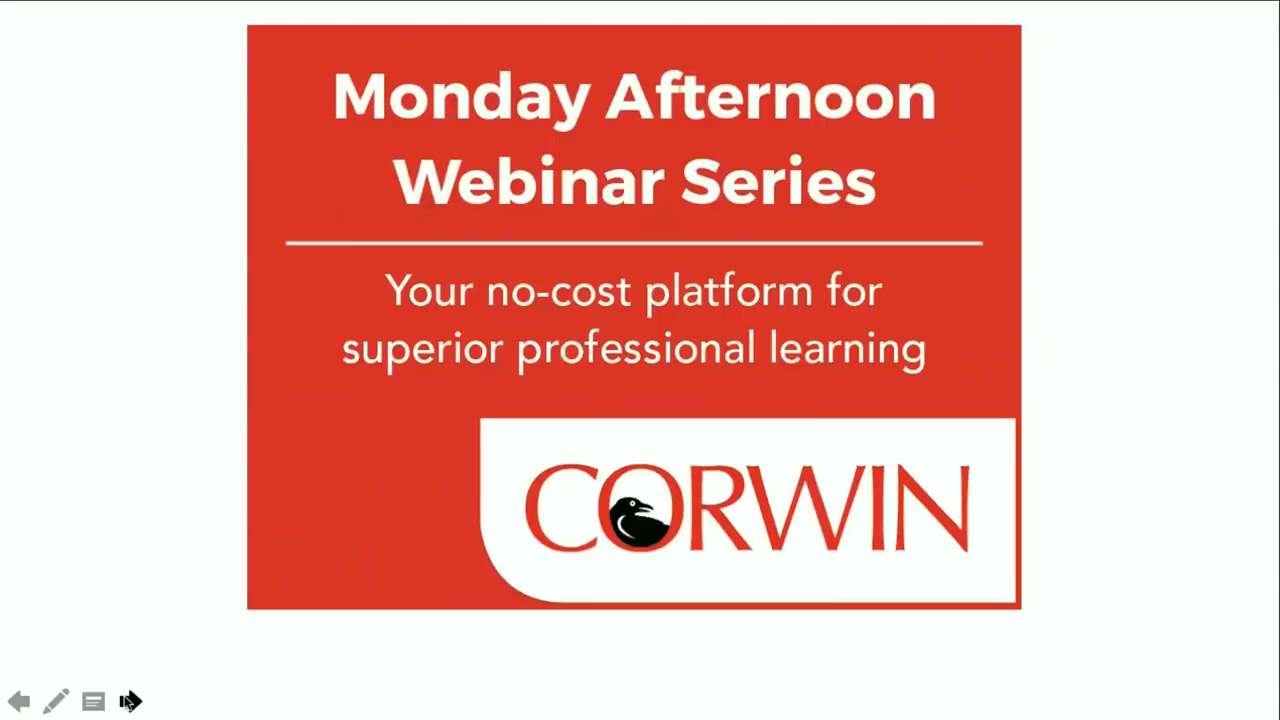 Monday Afternoon
Webinar Series
Your no-cost platform for
superior professional learning
CORWIN